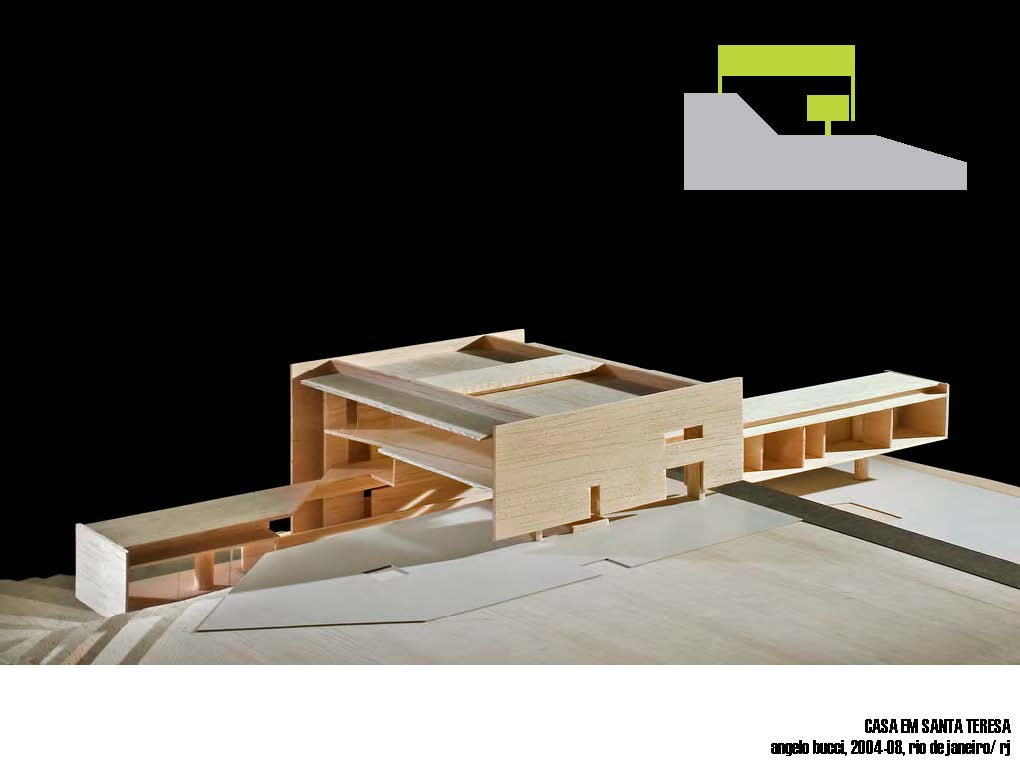 CASA EM SANTA TERESA
angelo bucci, 2004-08, rio de janeiro/ rj